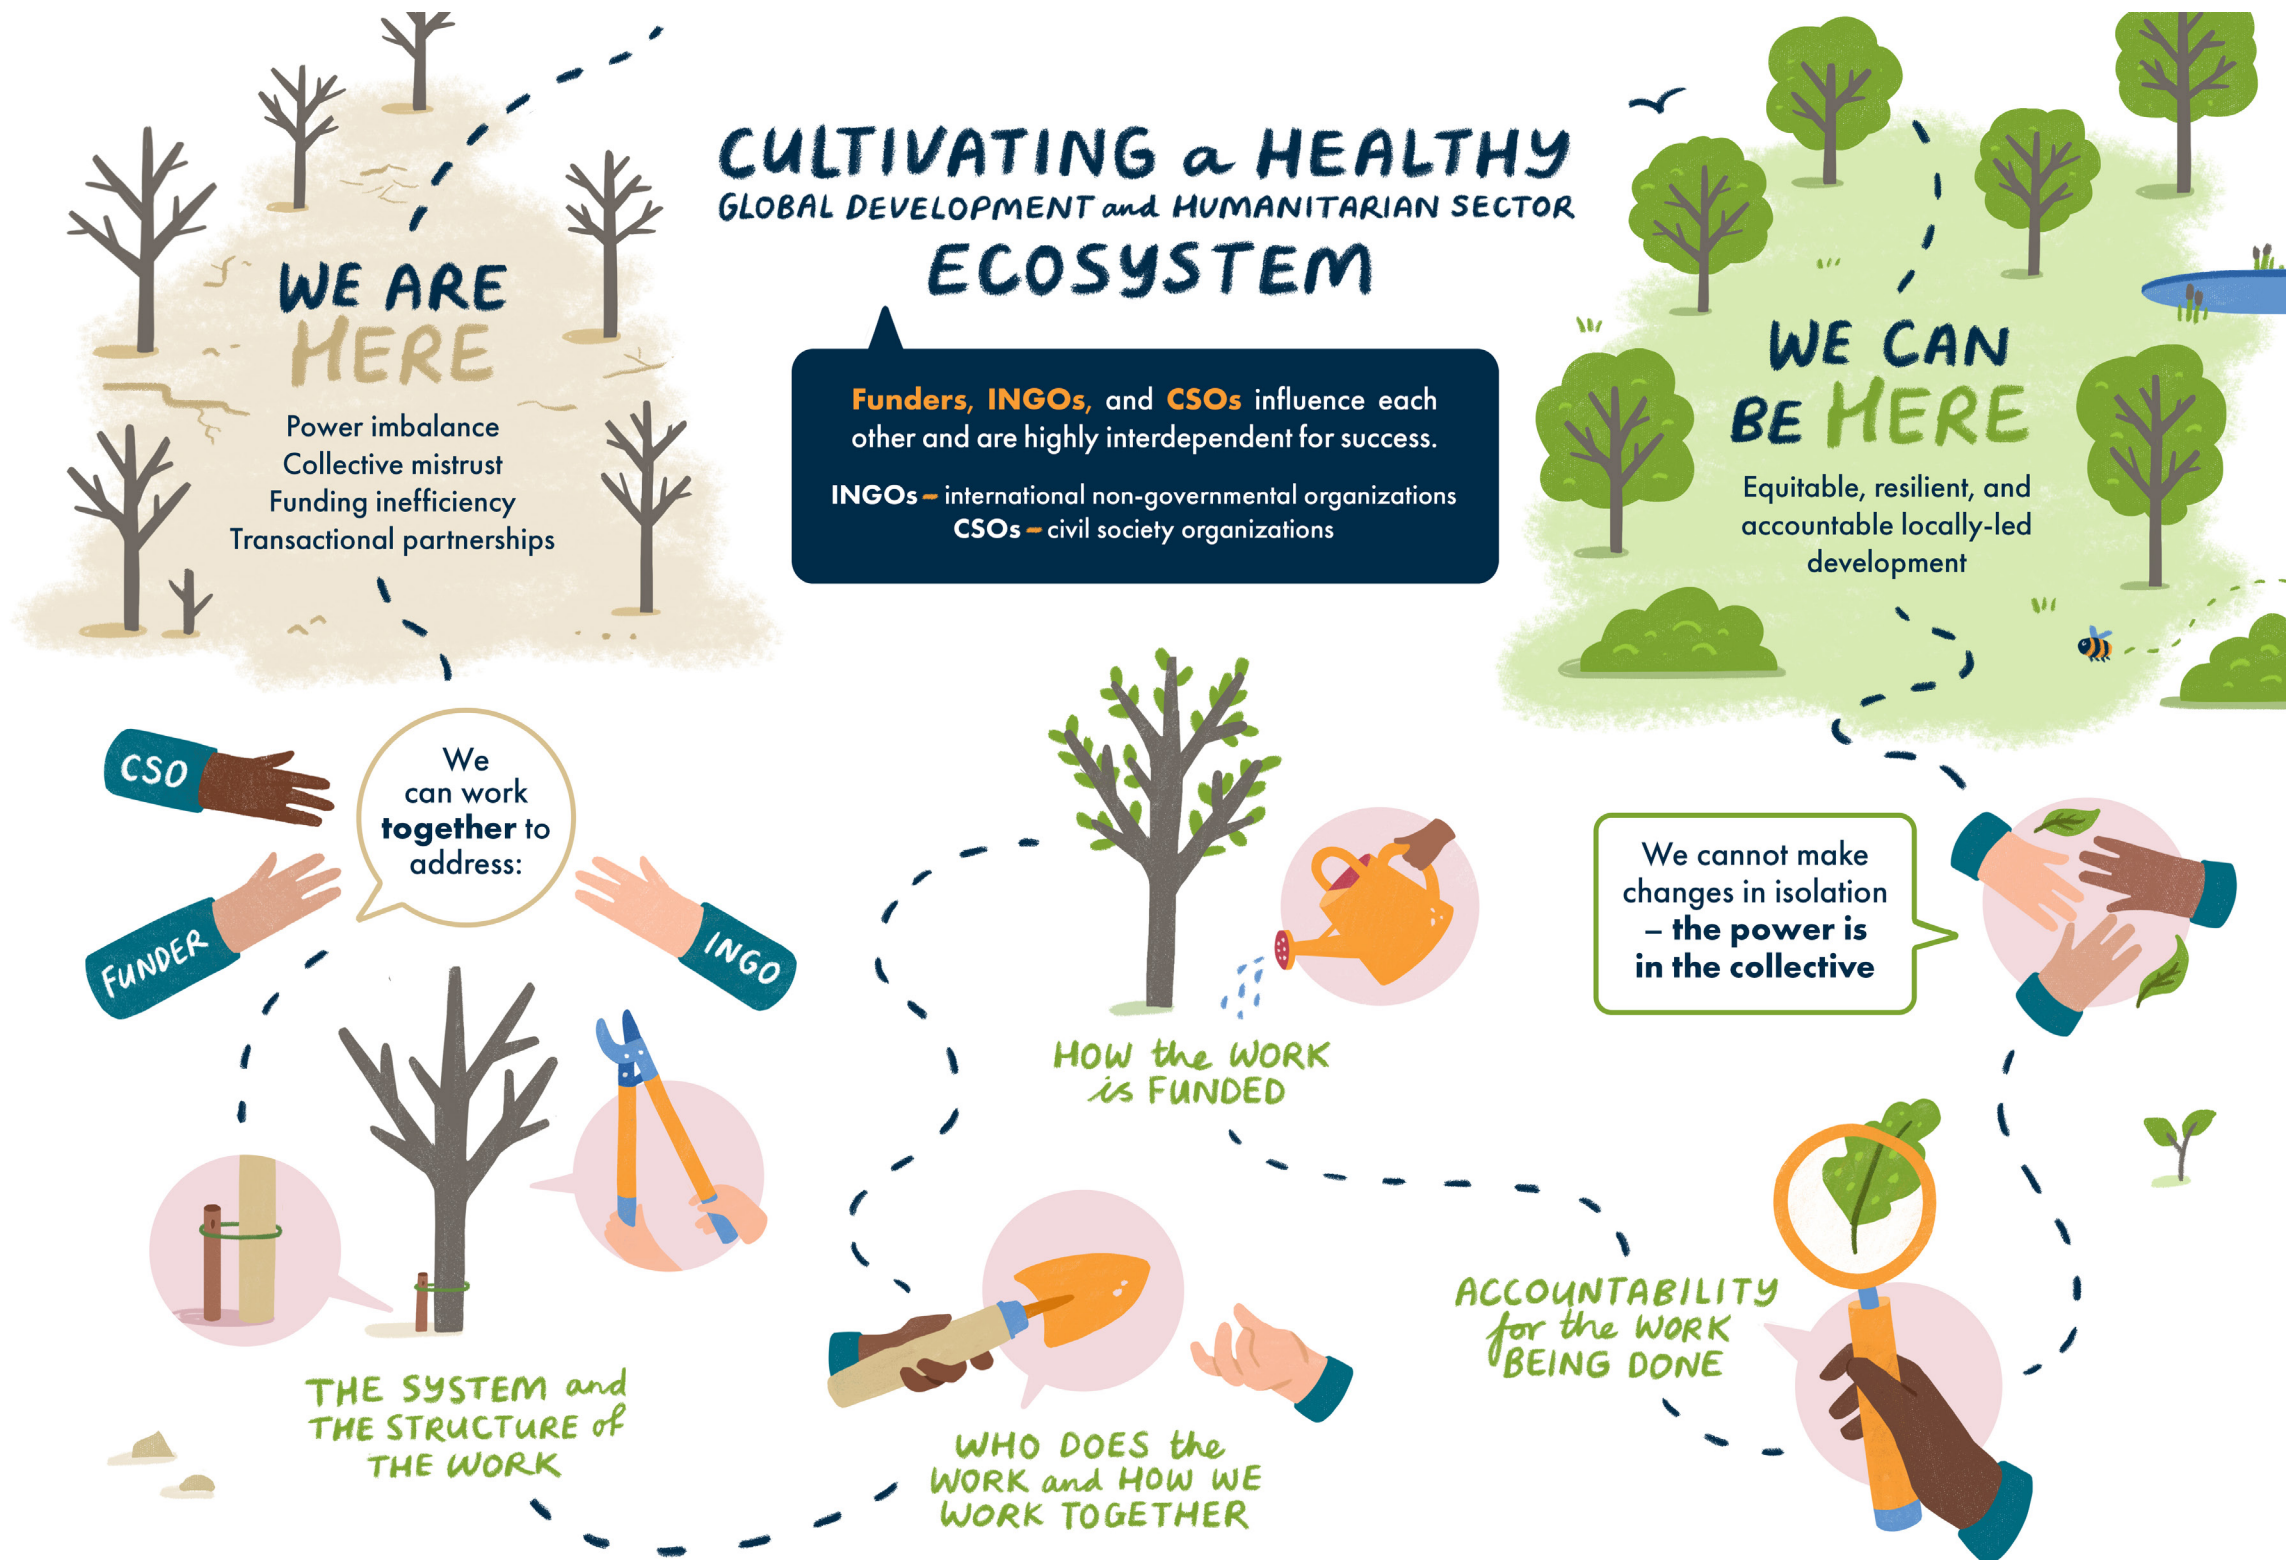 CULTIVATING a HEALTHY
GLOBAL DEVELOPMENT and HUMANITARIAN SECTOR
ECOSYSTEM
WE ARE
HERE
Power imbalance
Collective mistrust
Funding inefficiency
Transactional partnerships
Funders, INGOs, and CSOs influence each
other and are highly interdependent for success.
INGOs – international non-governmental organizations
CSOs – civil society organizations
WE CAN
BE HERE
Equitable, resilient, and
accountable locally-led
development
CSO
FUNDER
INGO
We
can work
together to
address:
THE SYSTEM and
THE STRUCTURE of
THE WORK
WHO DOES the
WORK and HOW WE
WORK TOGETHER
HOW the WORK
is FUNDED
ACCOUNTABILITY
for the WORK
BEING DONE
We cannot make
changes in isolation
– the power is
in the collective